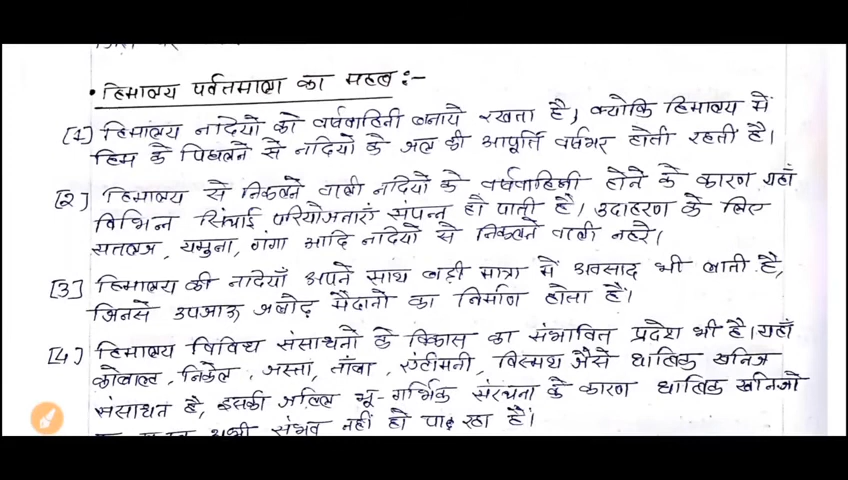 • हिमालय पर्वतमाला का महत्व :-
[1] हिमालय नदियों को वर्षवाहिनी बनाये रखता है, क्योकि हिमालय में
हिम के पिघलने से नदियों के जल की आपूर्ति वर्षभर होती रहती है।
[2] हिमालय से निकलने वाली नदियों के वर्षवाहिनी होने के कारण यहाँ
विभिन्न सिंचाई परियोजनाएँ संपन्न हो पाती है। उदाहरण के लिए
सतलज, यमुना, गंगा आदि नदियों से निकलने वाली नहरे।
[3] हिमालय की नदियाँ अपने साथ बड़ी मात्रा में अवसाद भी लाती है,
जिनसे उपजाऊ जलोढ़ मैदानो का निर्माण होता है।
[4] हिमालय विविध संसाधनो के विकास का संभावित प्रदेश भी है। यहाँ
कोबाल्ट, निकेल, जस्ता, ताँबा, एंटीमनी, बिस्मथ जैसे धात्विक खनिज
संसाधन है, इसकी जटिल भू-गर्भिक संरचना के कारण धात्विक खनिजो
अभी संभव नहीं हो पा रहा है।